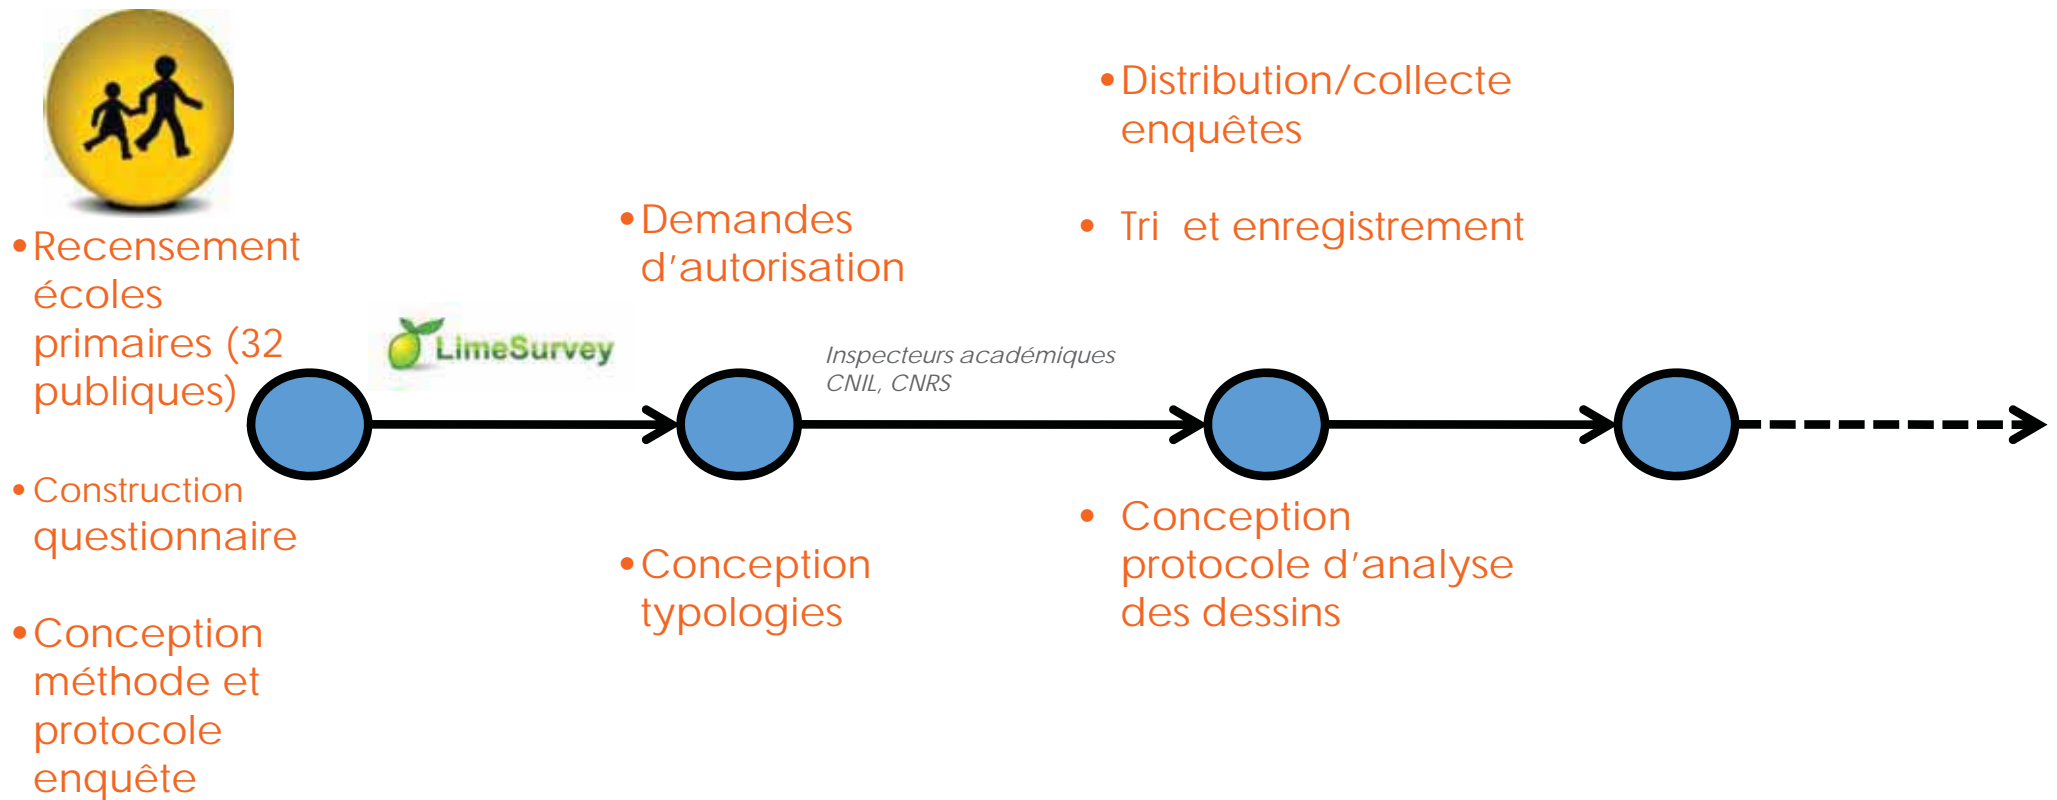 •Recensement
écoles
primaires (32
publiques)
•Construction
questionnaire
•Conception
méthode et
protocole
enquête
LimeSurvey
•Demandes
d’autorisation
•Conception
typologies
Inspecteurs académiques
CNIL, CNRS
•Distribution/collecte
enquêtes
• Tri et enregistrement
• Conception
protocole d’analyse
des dessins